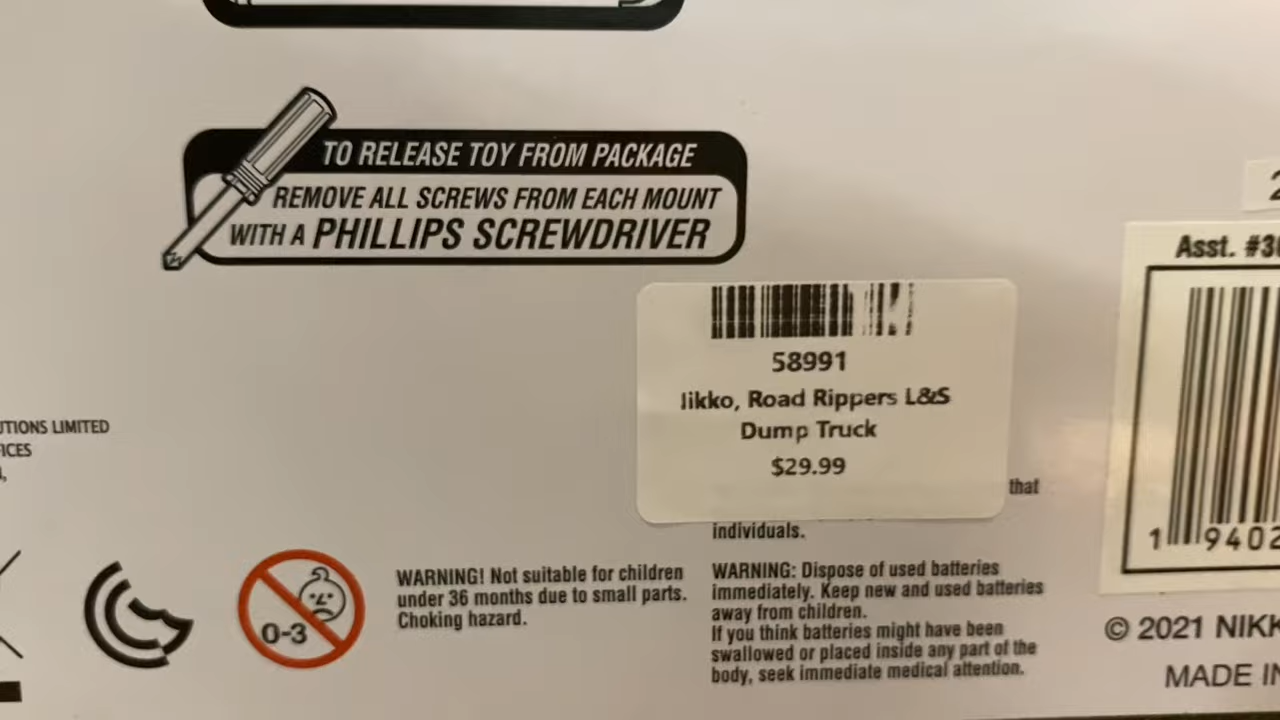 TO RELEASE TOY FROM PACKAGE
REMOVE ALL SCREWS FROM EACH MOUNT
WITH A PHILLIPS SCREWDRIVER
Asst. #3
58991
likko, Road Rippers L&S
Dump Truck
$29.99
UTIONS LIMITED
ICES
that
individuals.
1 9402
0-3
WARNING! Not suitable for children
under 36 months due to small parts.
Choking hazard.
WARNING: Dispose of used batteries
immediately. Keep new and used batteries
away from children.
If you think batteries might have been
swallowed or placed inside any part of the
body, seek immediate medical attention.
© 2021 NIKK
MADE IN